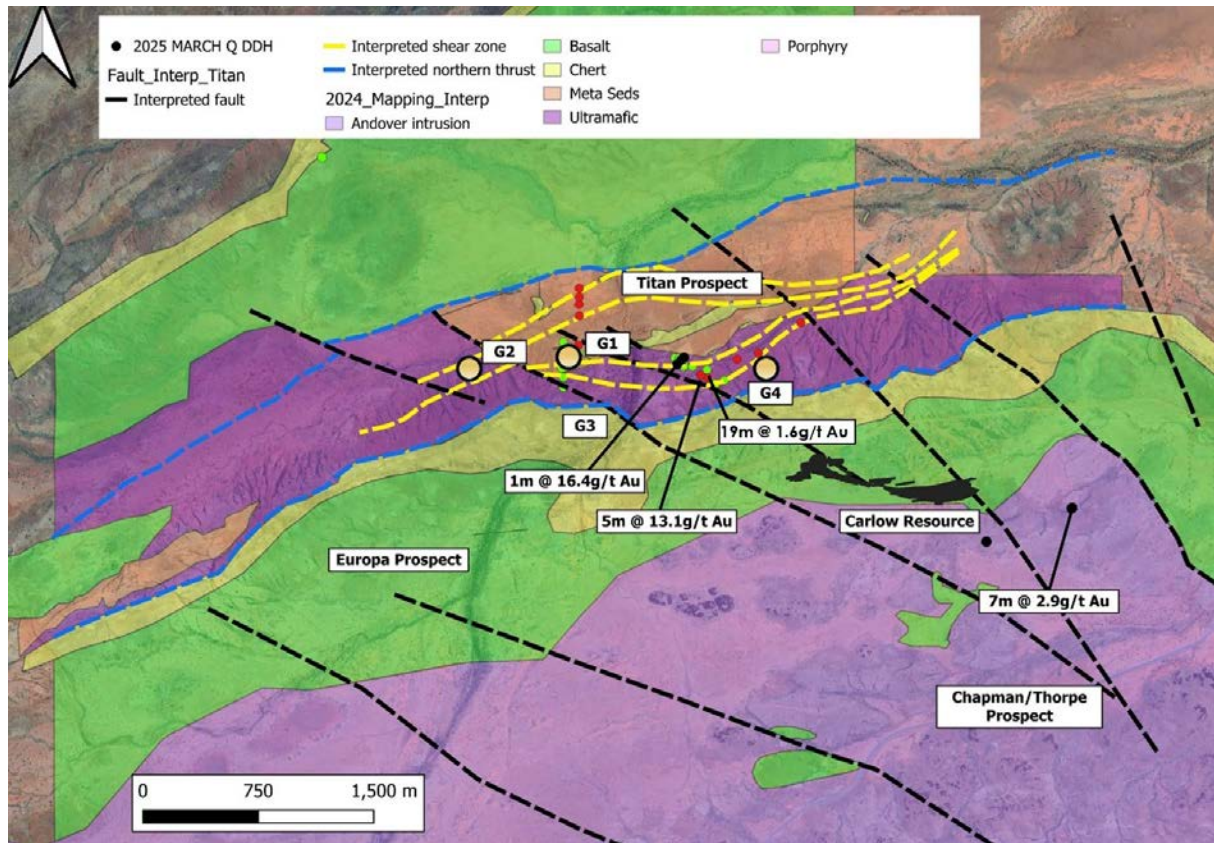 2025 MARCH Q DDH
Fault_Interp_Titan
Interpreted fault
Interpreted shear zone
Interpreted northern thrust
2024_Mapping_Interp
Andover intrusion
Basalt
Chert
Meta Seds
Ultramafic
Porphyry
Titan Prospect
G1
G2
G4
G3
19m @ 1.6g/t Au
1m @ 16.4g/t Au
5m @ 13.1g/t Au
Carlow Resource
Europa Prospect
7m @ 2.9g/t Au
Chapman/Thorpe
Prospect
0 750 1,500 m